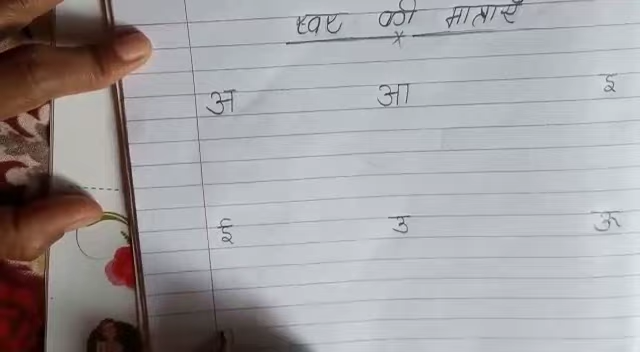 स्वर की मात्राएँ
अ आ इ
ई उ ऊ